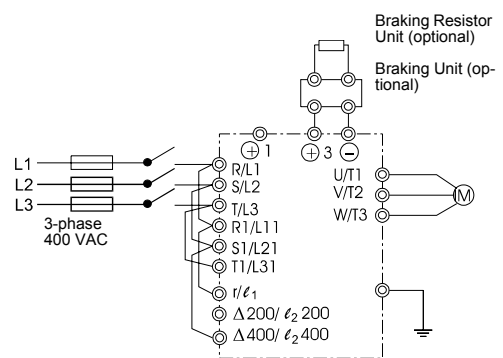 Braking Resistor
Unit (optional)
Braking Unit (op-
tional)
⊕ 1
⊕ 3
⊖
L1
L2
L3
3-phase
400 VAC
R/L1
S/L2
T/L3
R1/L11
S1/L21
T1/L31
r/ℓ1
Δ200/ ℓ2 200
Δ400/ ℓ2 400
U/T1
V/T2
W/T3
M